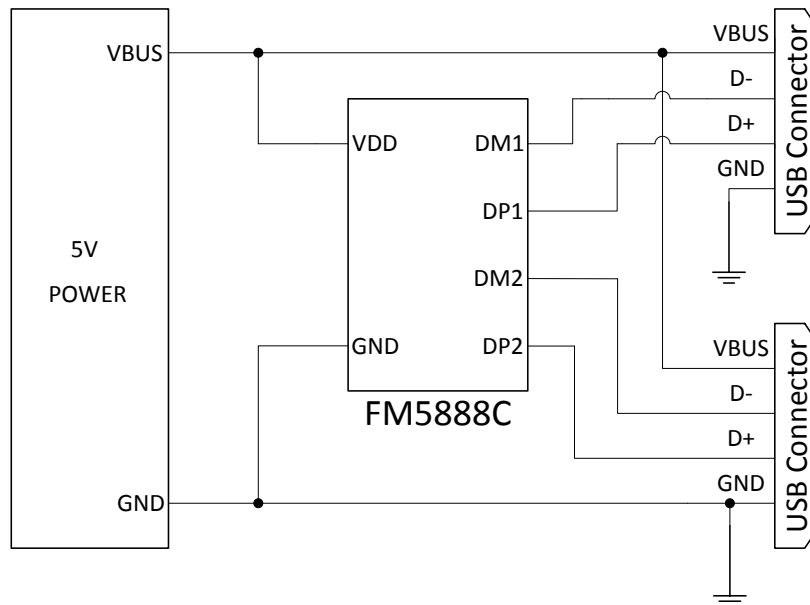 VBUS
5V
POWER
GND
VDD
GND
DM1
DP1
DM2
DP2
FM5888C
VBUS
D-
D+
GND
USB Connector
VBUS
D-
D+
GND
USB Connector